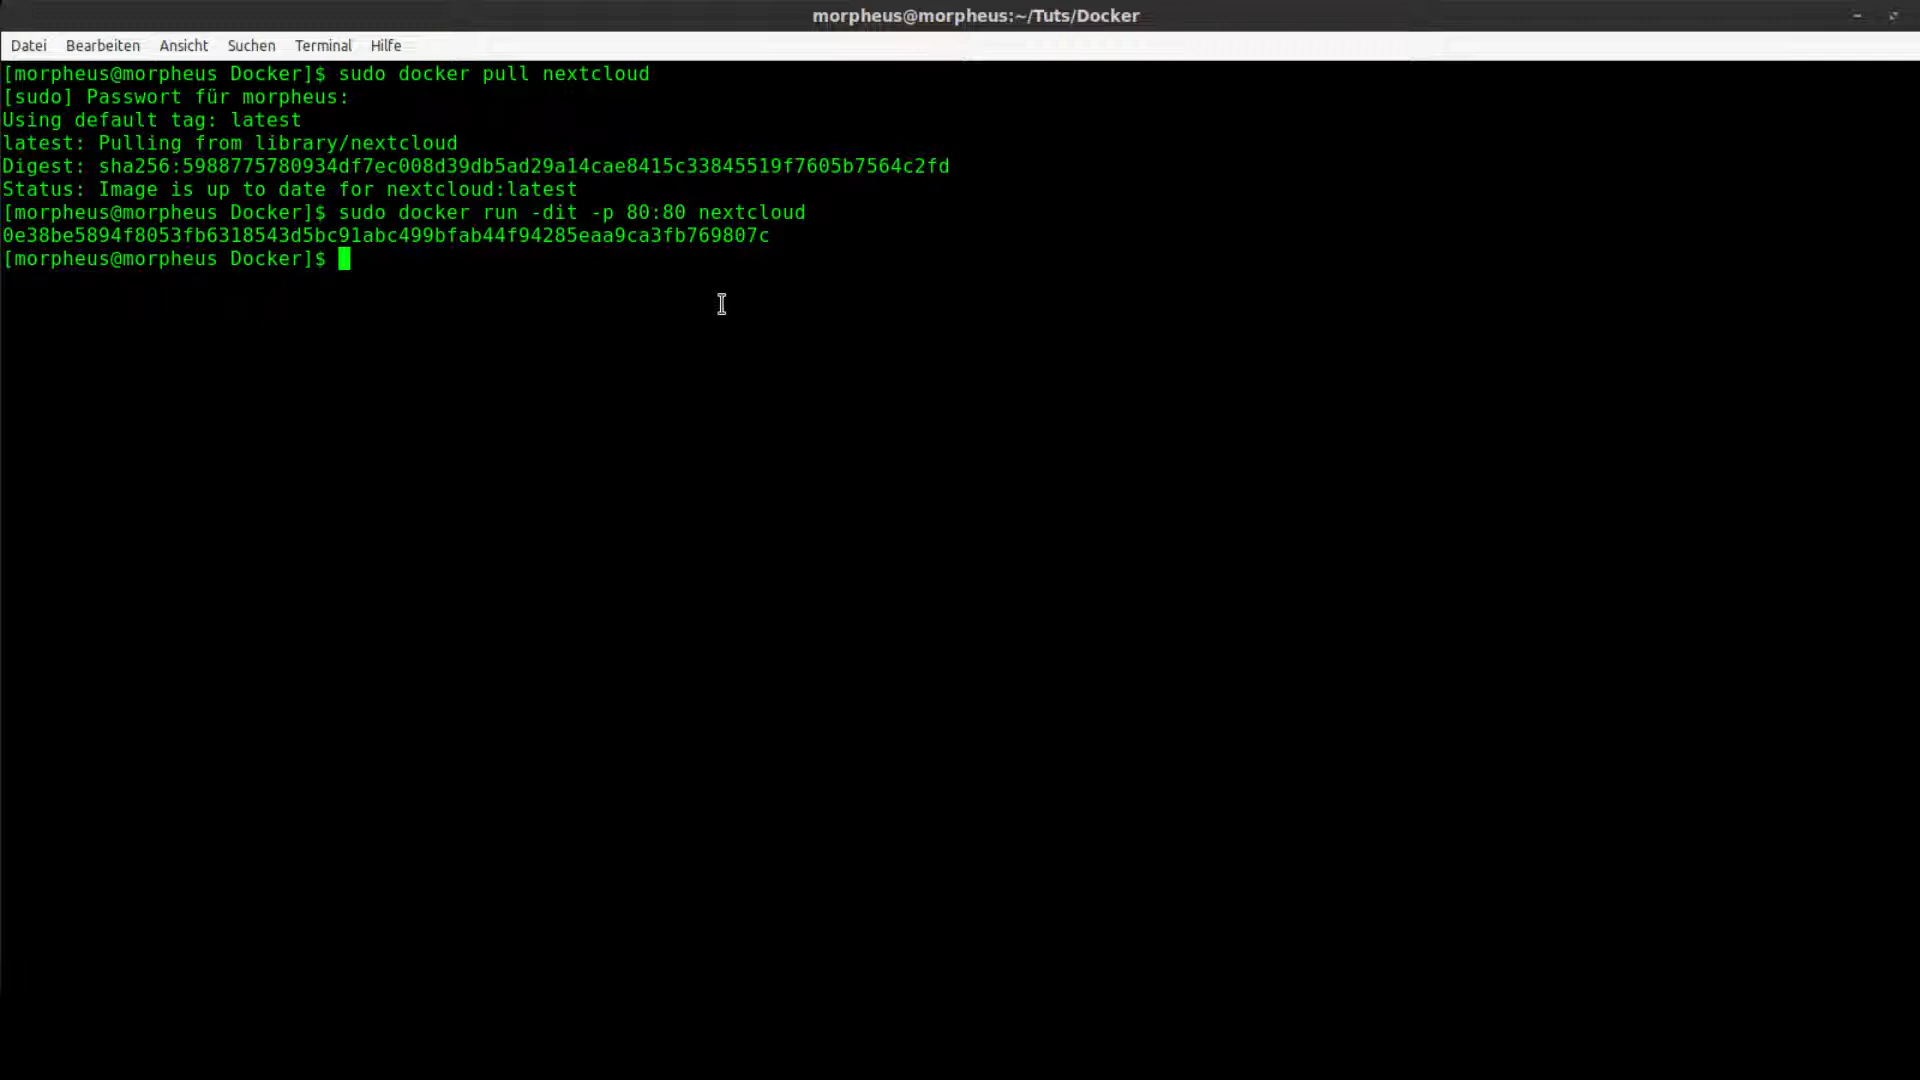 morpheus@morpheus:~/Tuts/Docker
Datei Bearbeiten Ansicht Suchen Terminal Hilfe
[morpheus@morpheus Docker]$ sudo docker pull nextcloud
[sudo] Passwort für morpheus:
Using default tag: latest
latest: Pulling from library/nextcloud
Digest: sha256:5988775780934df7ec008d39db5ad29a14cae8415c33845519f7605b7564c2fd
Status: Image is up to date for nextcloud:latest
[morpheus@morpheus Docker]$ sudo docker run -dit -p 80:80 nextcloud
0e38be5894f8053fb6318543d5bc91abc499bfab44f94285eaa9ca3fb769807c
[morpheus@morpheus Docker]$